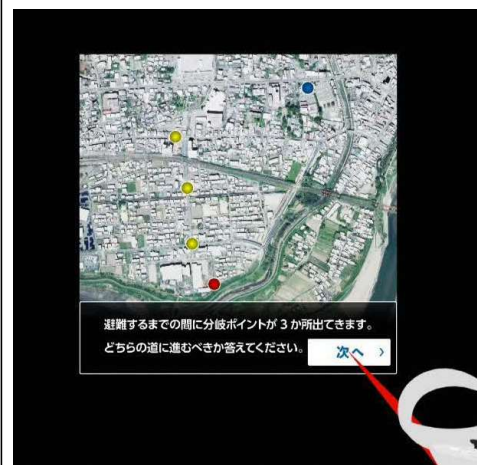 避難するまでの間に分岐ポイントが3か所出てきます。
どちらの道に進むべきか答えてください。
次へ